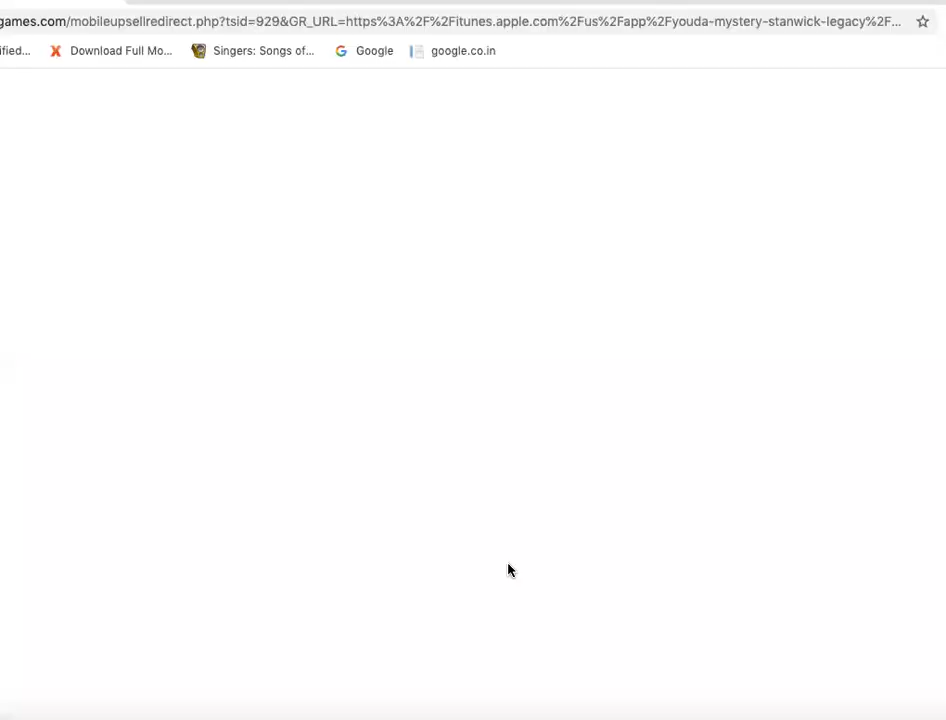 games.com/mobileupsellredirect.php?tsid=929&GR_URL=https%3A%2F%2Fitunes.apple.com%2Fus%2Fapp%2Fyouda-mystery-stanwick-legacy%2F...
ified... Download Full Mo... Singers: Songs of... Google google.co.in